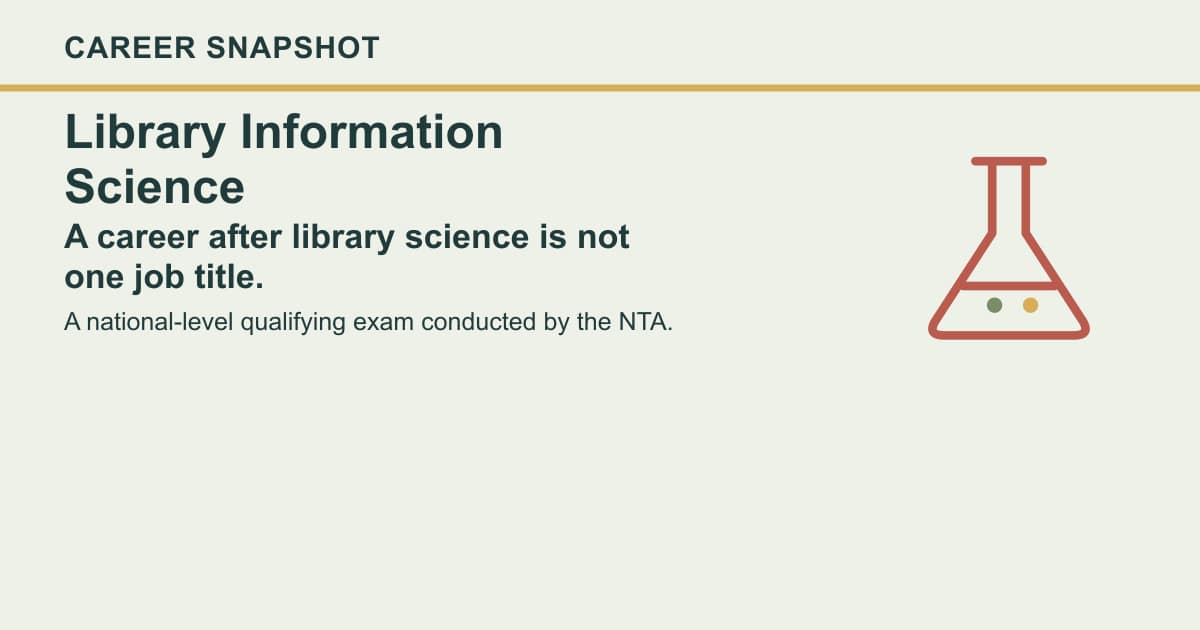 CAREER SNAPSHOT
Library Information
Science
A career after library science is not
one job title.
A national-level qualifying exam conducted by the NTA.